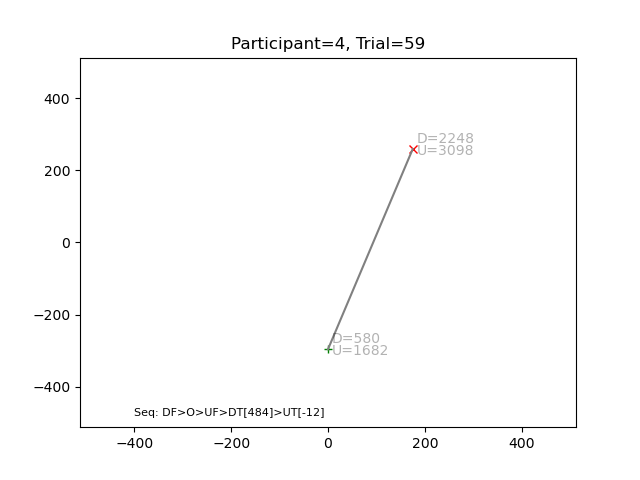 Participant=4, Trial=59
400
200
0
−200
−400
D=2248
U=3098
D=580
U=1682
Seq: DF>O>UF>DT[484]>UT[-12]
−400
−200
0
200
400